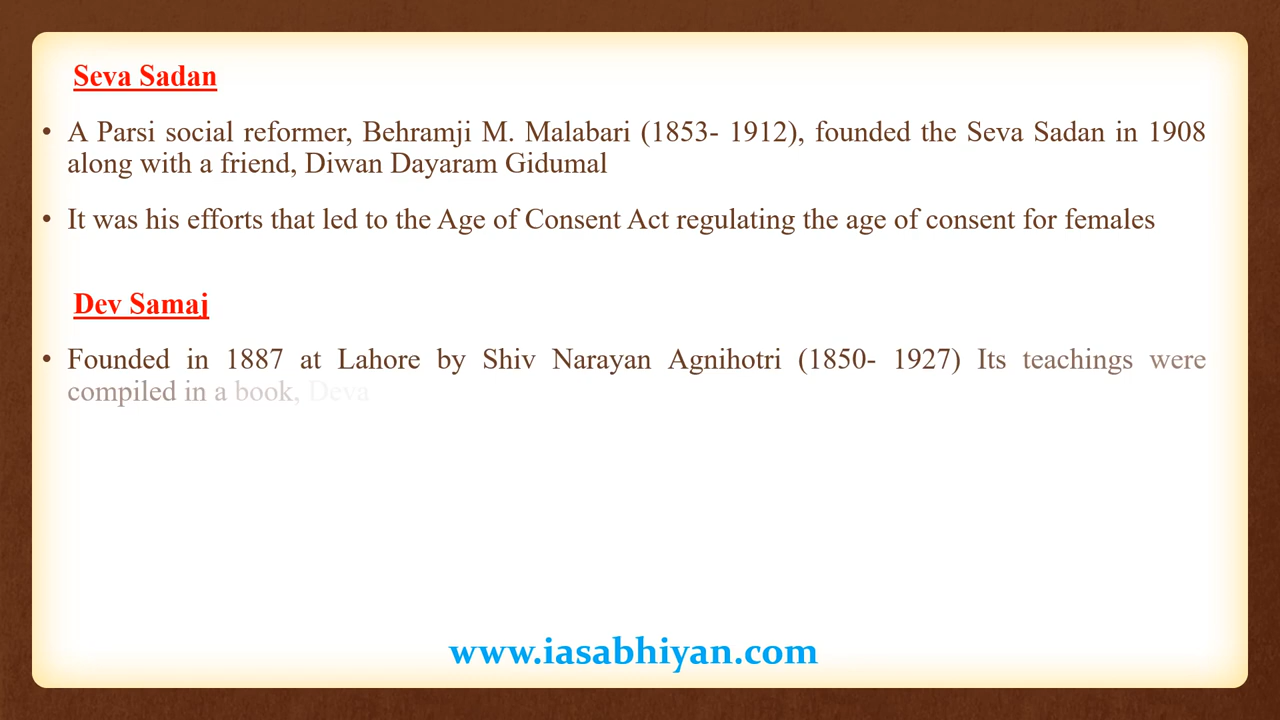 Seva Sadan
• A Parsi social reformer, Behramji M. Malabari (1853- 1912), founded the Seva Sadan in 1908
along with a friend, Diwan Dayaram Gidumal
• It was his efforts that led to the Age of Consent Act regulating the age of consent for females
Dev Samaj
• Founded in 1887 at Lahore by Shiv Narayan Agnihotri (1850- 1927) Its teachings were
compiled in a book, Deva
www.iasabhiyan.com